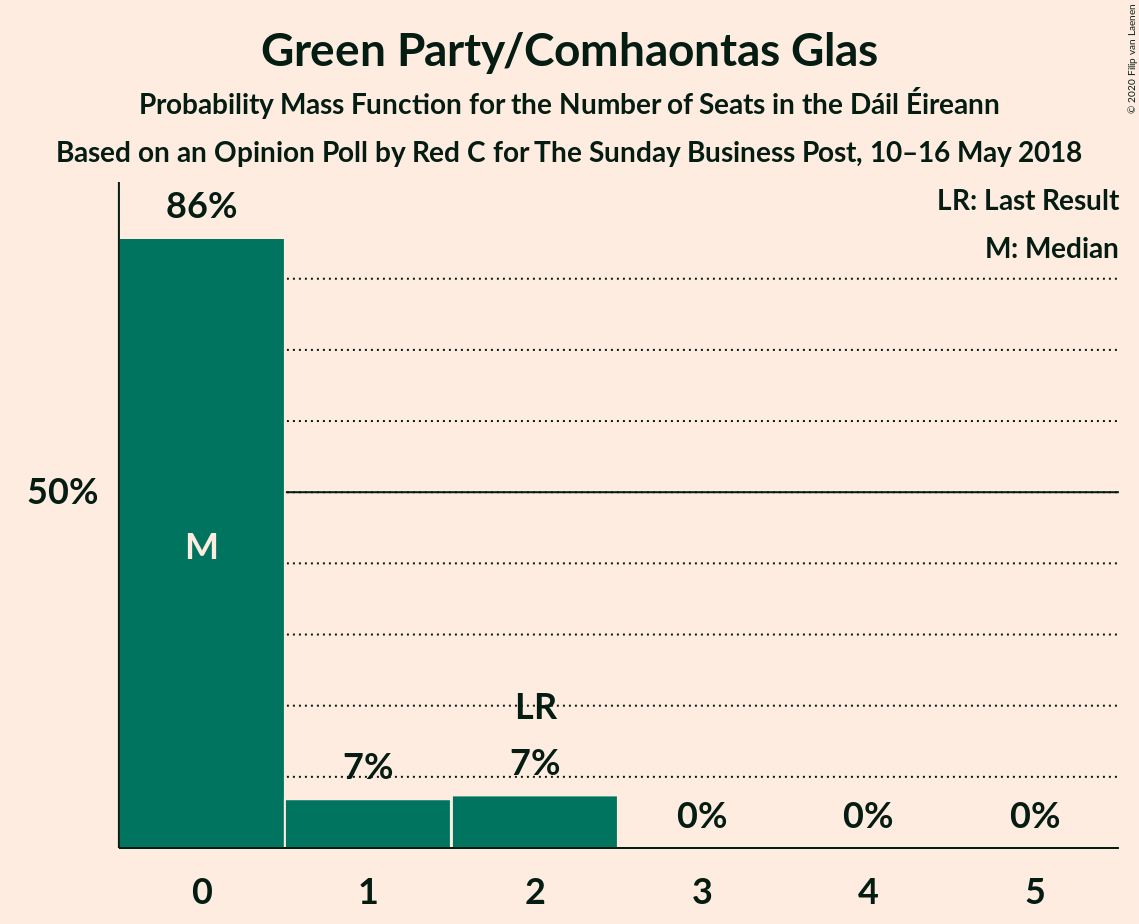 Green Party/Comhaontas Glas
Probability Mass Function for the Number of Seats in the Dáil Éireann
Based on an Opinion Poll by Red C for The Sunday Business Post, 10–16 May 2018
© 2020 Filip van Laenen
LR: Last Result
M: Median
86%
50%
M
LR
7%
7%
0%
0%
0%
0
1
2
3
4
5